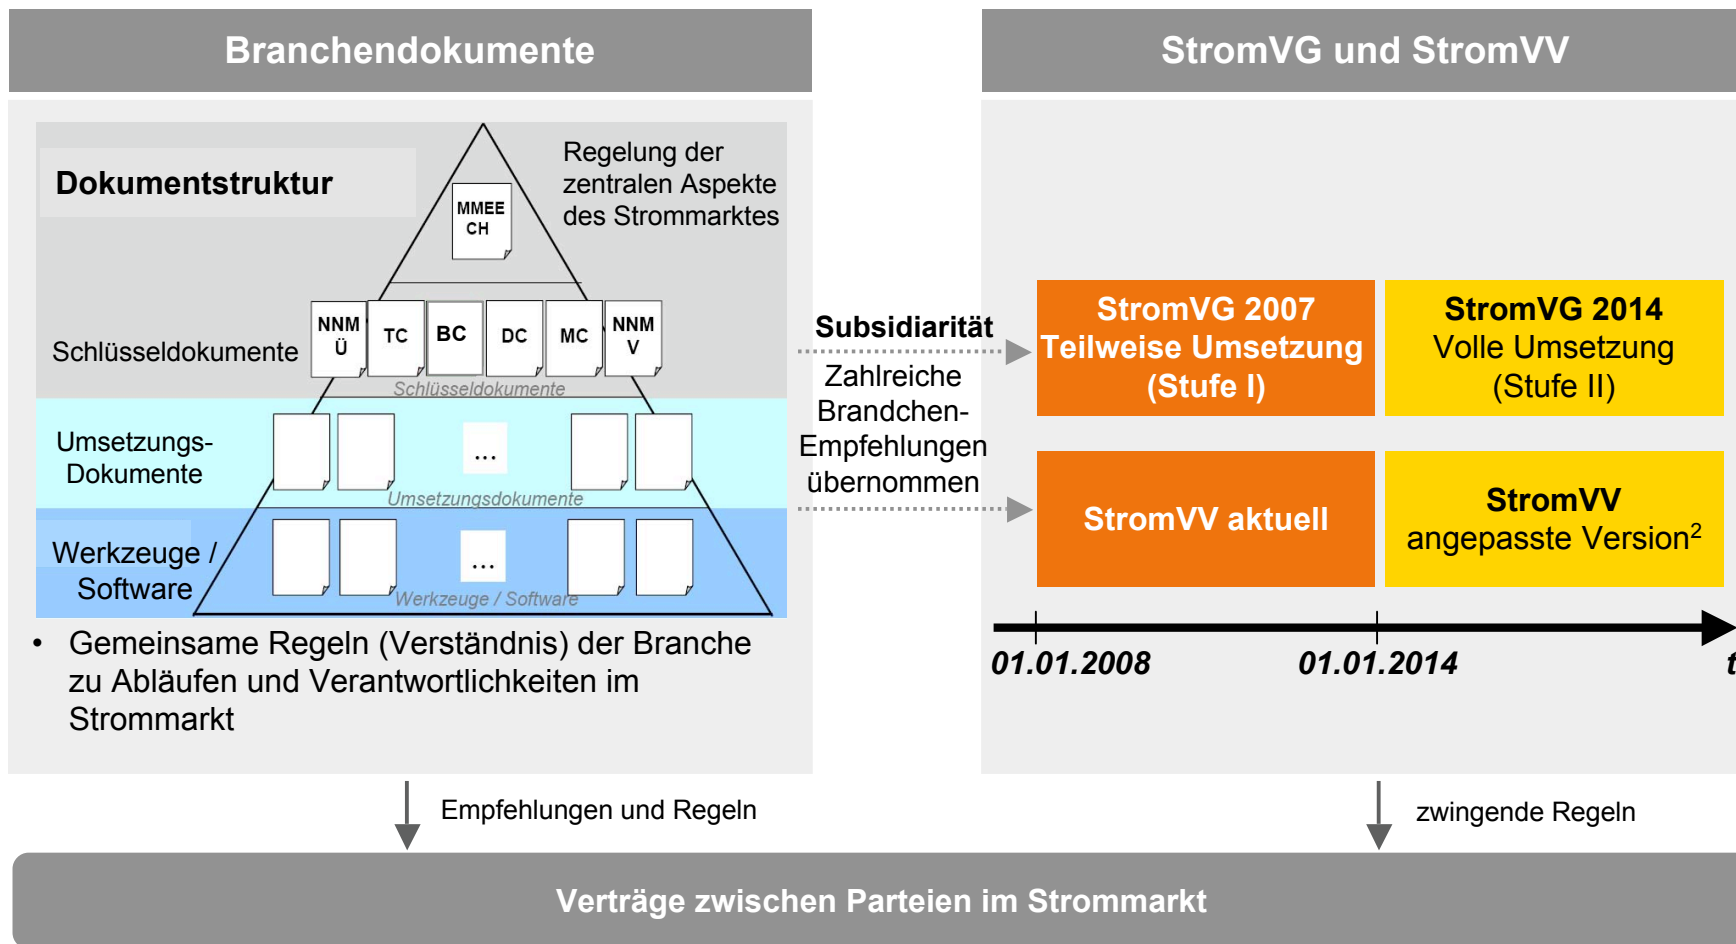 Branchendokumente
Dokumentstruktur
Regelung der
zentralen Aspekte
des Strommarktes
MMEE
CH
Schlüsseldokumente
NNM
Ü
TC
BC
DC
MC
NNM
V
Schlüsseldokumente
Umsetzungs-
Dokumente
...
Umsetzungsdokumente
Werkzeuge /
Software
...
Werkzeuge / Software
• Gemeinsame Regeln (Verständnis) der Branche
zu Abläufen und Verantwortlichkeiten im
Strommarkt
Subsidiarität
Zahlreiche
Brandchen-
Empfehlungen
übernommen
StromVG und StromVV
StromVG 2007
Teilweise Umsetzung
(Stufe I)
StromVG 2014
Volle Umsetzung
(Stufe II)
StromVV aktuell
StromVV
angepasste Version²
01.01.2008
01.01.2014
t
Empfehlungen und Regeln
zwingende Regeln
Verträge zwischen Parteien im Strommarkt